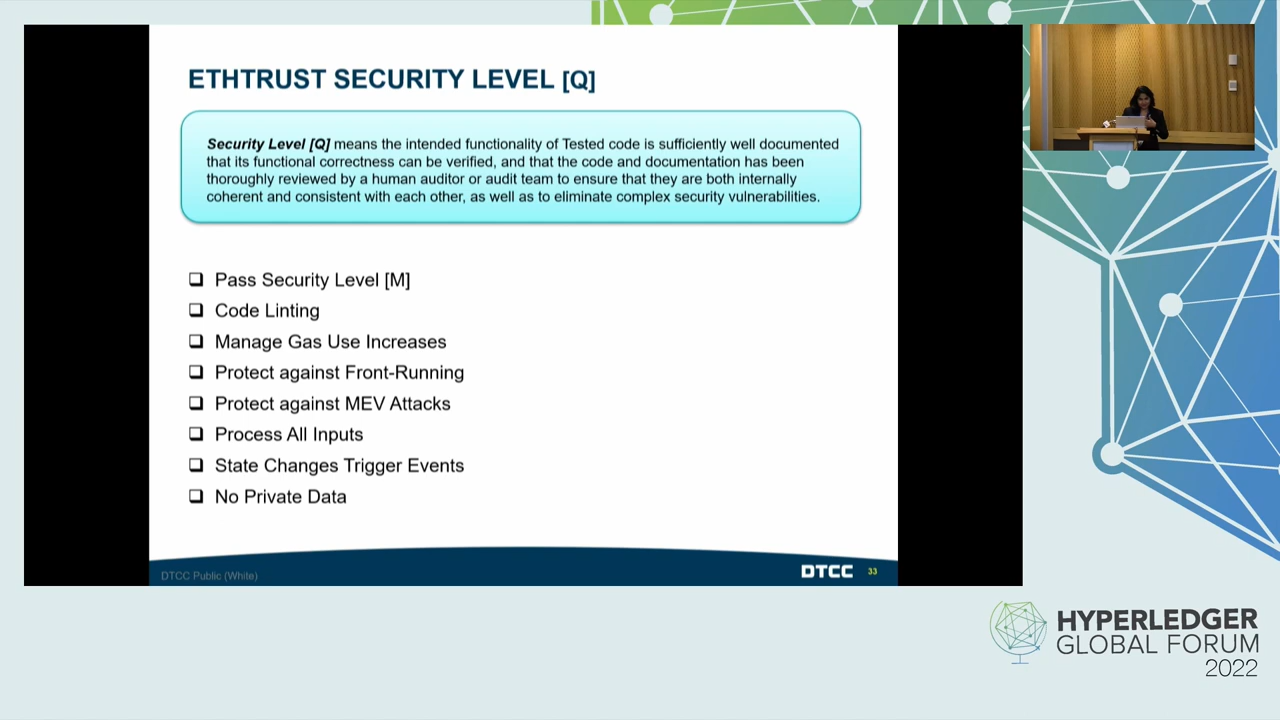 ETHTRUST SECURITY LEVEL [Q]
Security Level [Q] means the intended functionality of Tested code is sufficiently well documented
that its functional correctness can be verified, and that the code and documentation has been
thoroughly reviewed by a human auditor or audit team to ensure that they are both internally
coherent and consistent with each other, as well as to eliminate complex security vulnerabilities.
Pass Security Level [M]
Code Linting
Manage Gas Use Increases
Protect against Front-Running
Protect against MEV Attacks
Process All Inputs
State Changes Trigger Events
No Private Data
DTCC Public (White)
DTCC 33
HYPERLEDGER
GLOBAL FORUM
2022